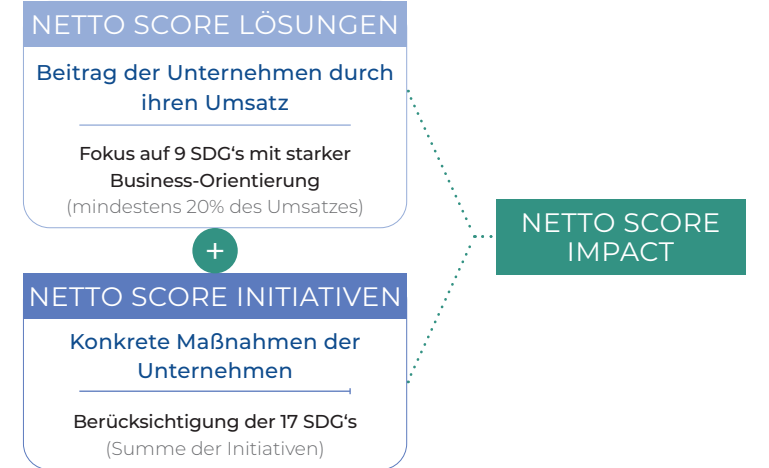 NETTO SCORE LÖSUNGEN
Beitrag der Unternehmen durch
ihren Umsatz
Fokus auf 9 SDG‘s mit starker
Business-Orientierung
(mindestens 20% des Umsatzes)
+
NETTO SCORE INITIATIVEN
Konkrete Maßnahmen der
Unternehmen
Berücksichtigung der 17 SDG‘s
(Summe der Initiativen)
NETTO SCORE
IMPACT